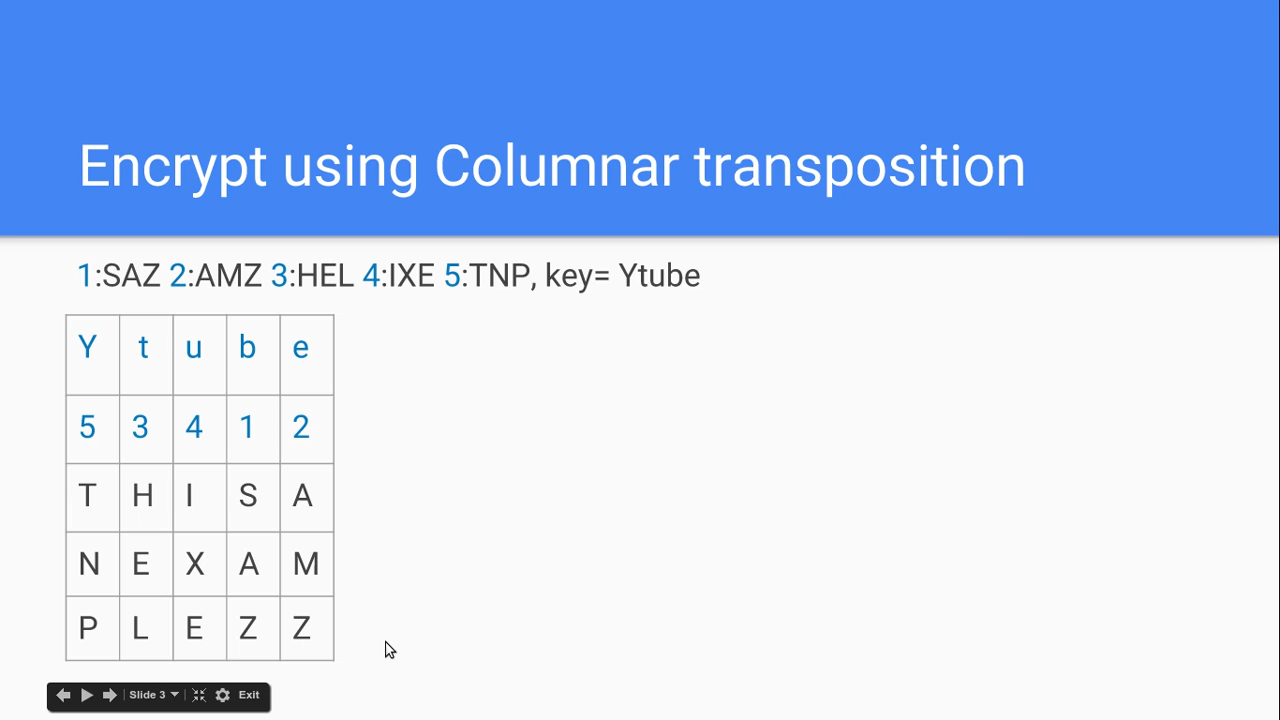 Encrypt using Columnar transposition
1:SAZ 2:AMZ 3:HEL 4:IXE 5:TNP, key= Ytube
Y t u b e
5 3 4 1 2
T H I S A
N E X A M
P L E Z Z
Slide 3 Exit